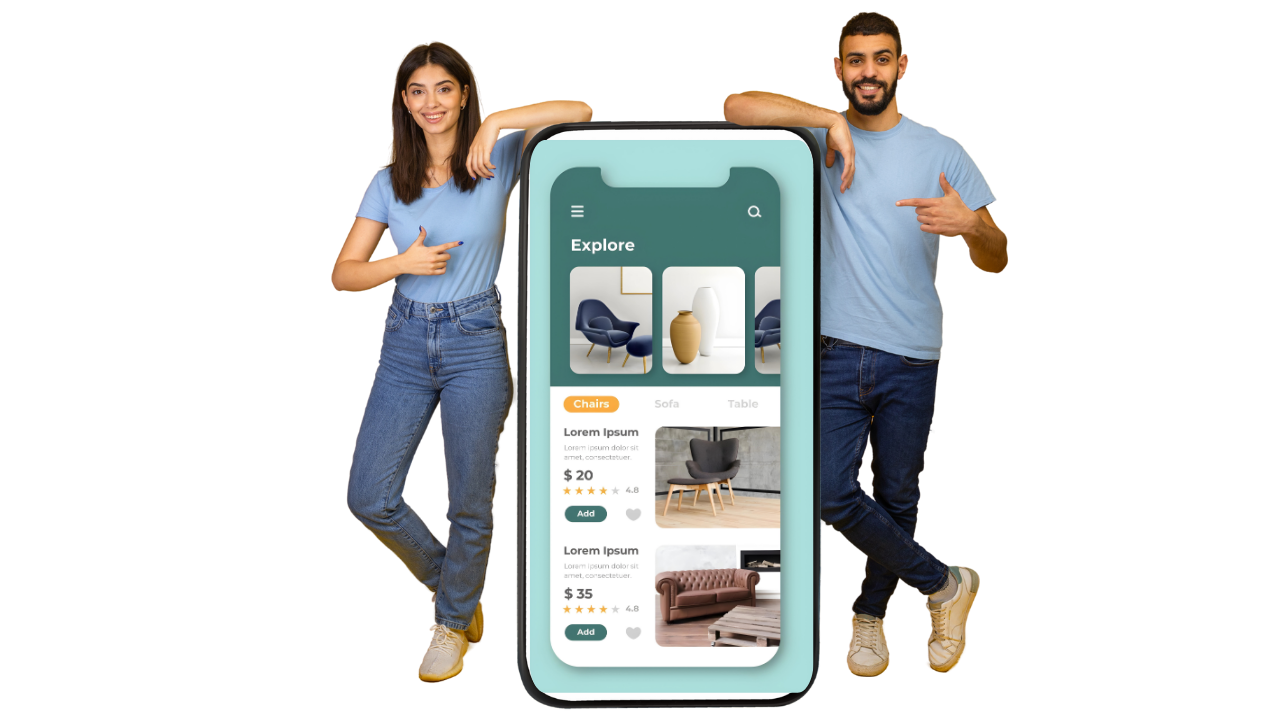 Explore
Chairs Sofa Table
Lorem Ipsum
Lorem ipsum dolor sit
amet, consectetuer.
$ 20
4.8
Add
Lorem Ipsum
Lorem ipsum dolor sit
amet, consectetuer.
$ 35
4.8
Add